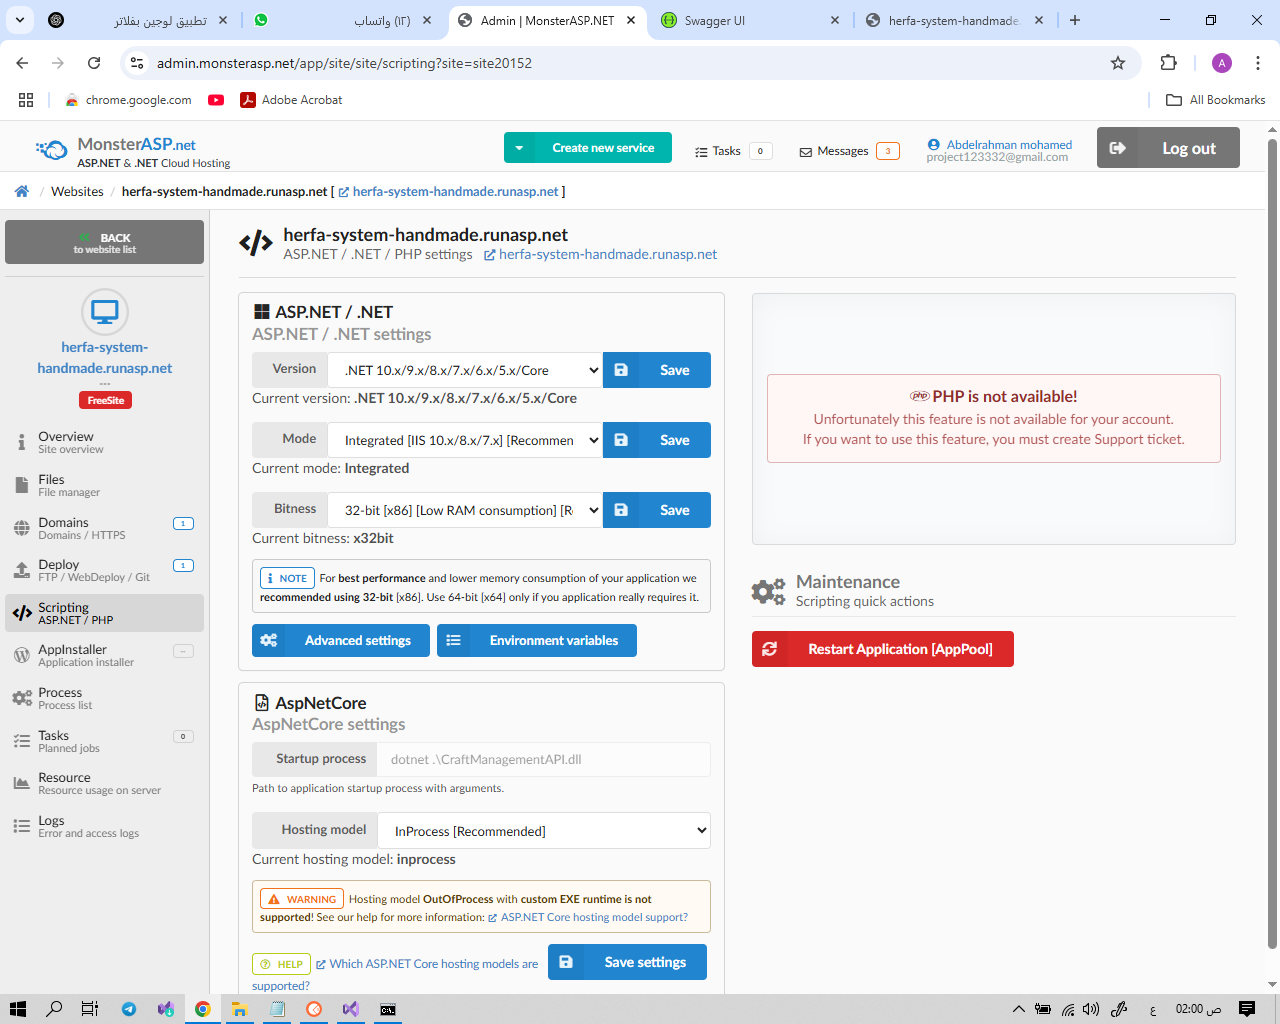 تطبيق لوجين بفلاتر
(١٢) واتساب
Admin | MonsterASP.NET
Swagger UI
herfa-system-handmade.
admin.monsterasp.net/app/site/site/scripting?site=site20152
A
chrome.google.com
Adobe Acrobat
All Bookmarks
MonsterASP.net
ASP.NET & .NET Cloud Hosting
Create new service
Tasks 0
Messages 3
Abdelrahman mohamed
project123332@gmail.com
Log out
/ Websites / herfa-system-handmade.runasp.net [ herfa-system-handmade.runasp.net ]
BACK
to website list
herfa-system-
handmade.runasp.net
---
FreeSite
Overview
Site overview
Files
File manager
Domains 1
Domains / HTTPS
Deploy 1
FTP / WebDeploy / Git
Scripting
ASP.NET / PHP
AppInstaller --
Application installer
Process
Process list
Tasks 0
Planned jobs
Resource
Resource usage on server
Logs
Error and access logs
herfa-system-handmade.runasp.net
ASP.NET / .NET / PHP settings herfa-system-handmade.runasp.net
ASP.NET / .NET
ASP.NET / .NET settings
Version .NET 10.x/9.x/8.x/7.x/6.x/5.x/Core Save
Current version: .NET 10.x/9.x/8.x/7.x/6.x/5.x/Core
Mode Integrated [IIS 10.x/8.x/7.x] [Recommen Save
Current mode: Integrated
Bitness 32-bit [x86] [Low RAM consumption] [R Save
Current bitness: x32bit
NOTE For best performance and lower memory consumption of your application we
recommended using 32-bit [x86]. Use 64-bit [x64] only if you application really requires it.
Advanced settings
Environment variables
AspNetCore
AspNetCore settings
Startup process dotnet .\CraftManagementAPI.dll
Path to application startup process with arguments.
Hosting model InProcess [Recommended]
Current hosting model: inprocess
WARNING Hosting model OutOfProcess with custom EXE runtime is not
supported! See our help for more information: ASP.NET Core hosting model support?
HELP Which ASP.NET Core hosting models are
supported?
Save settings
php PHP is not available!
Unfortunately this feature is not available for your account.
If you want to use this feature, you must create Support ticket.
Maintenance
Scripting quick actions
Restart Application [AppPool]
ع
02:00 ص